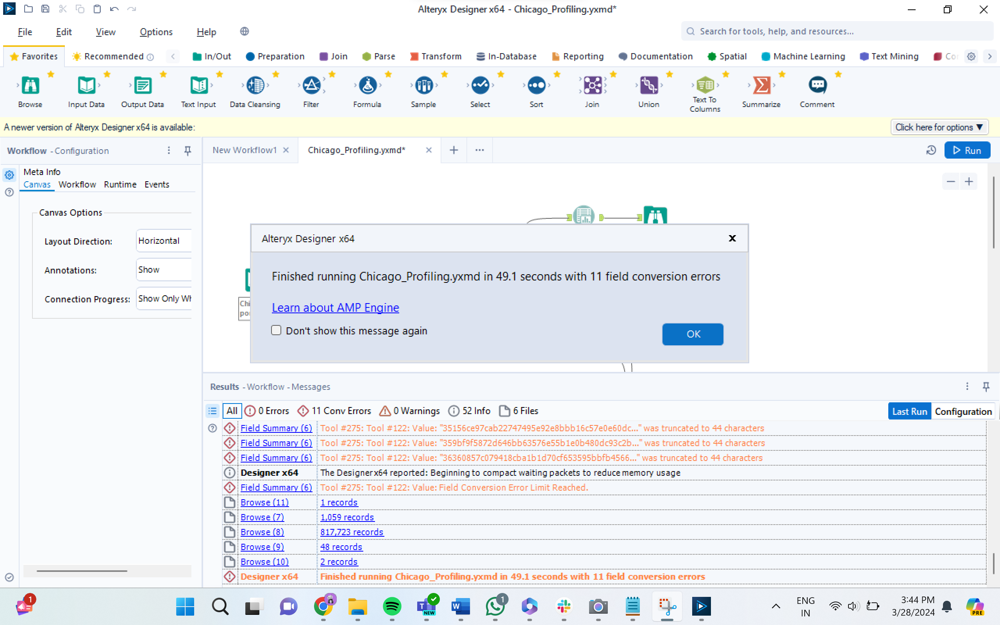 Alteryx Designer x64 - Chicago_Profiling.yxmd*
File Edit View Options Help
Search for tools, help, and resources...
Favorites Recommended In/Out Preparation Join Parse Transform In-Database Reporting Documentation Spatial Machine Learning Text Mining Co
Browse Input Data Output Data Text Input Data Cleansing Filter Formula Sample Select Sort Join Union Text To Columns Summarize Comment
A newer version of Alteryx Designer x64 is available:
Click here for options ▼
Workflow - Configuration
New Workflow1 Chicago_Profiling.yxmd*
Run
Meta Info
Canvas Workflow Runtime Events
Canvas Options
Layout Direction: Horizontal
Annotations: Show
Connection Progress: Show Only Wh
Chi
por
Alteryx Designer x64
Finished running Chicago_Profiling.yxmd in 49.1 seconds with 11 field conversion errors
Learn about AMP Engine
Don't show this message again
OK
Results - Workflow - Messages
All 0 Errors 11 Conv Errors 0 Warnings 52 Info 6 Files
Last Run Configuration
Field Summary (6) Tool #275: Tool #122: Value: "35156ce97cab22747495e92e8bbb16c57e0e60dc..." was truncated to 44 characters
Field Summary (6) Tool #275: Tool #122: Value: "359bf9f5872d646bb63576e55b1e0b480dc93c2b..." was truncated to 44 characters
Field Summary (6) Tool #275: Tool #122: Value: "36360857c079418cba1b1d70cf653595bbfb4566..." was truncated to 44 characters
Designer x64 The Designer x64 reported: Beginning to compact waiting packets to reduce memory usage
Field Summary (6) Tool #275: Tool #122: Value: Field Conversion Error Limit Reached.
Browse (11) 1 records
Browse (7) 1,059 records
Browse (8) 817,723 records
Browse (9) 48 records
Browse (10) 2 records
Designer x64 Finished running Chicago_Profiling.yxmd in 49.1 seconds with 11 field conversion errors
1
T
NEW
W
1
ENG
IN
3:44 PM
3/28/2024
PRE